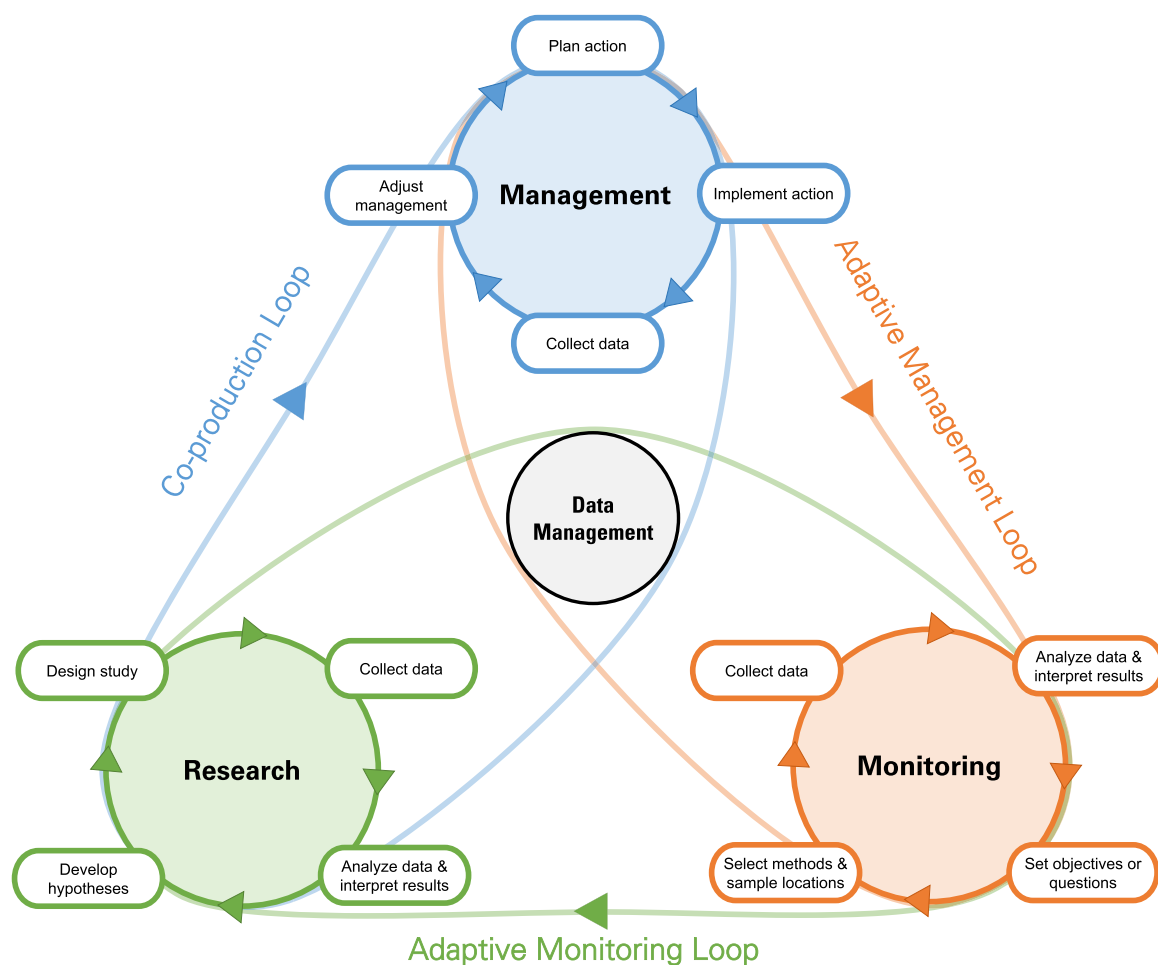 Plan action
Adjust
management
Management
Implement action
Collect data
Co-production Loop
Adaptive Management Loop
Data
Management
Design study
Collect data
Research
Develop
hypotheses
Analyze data &
interpret results
Collect data
Analyze data &
interpret results
Monitoring
Select methods &
sample locations
Set objectives or
questions
Adaptive Monitoring Loop